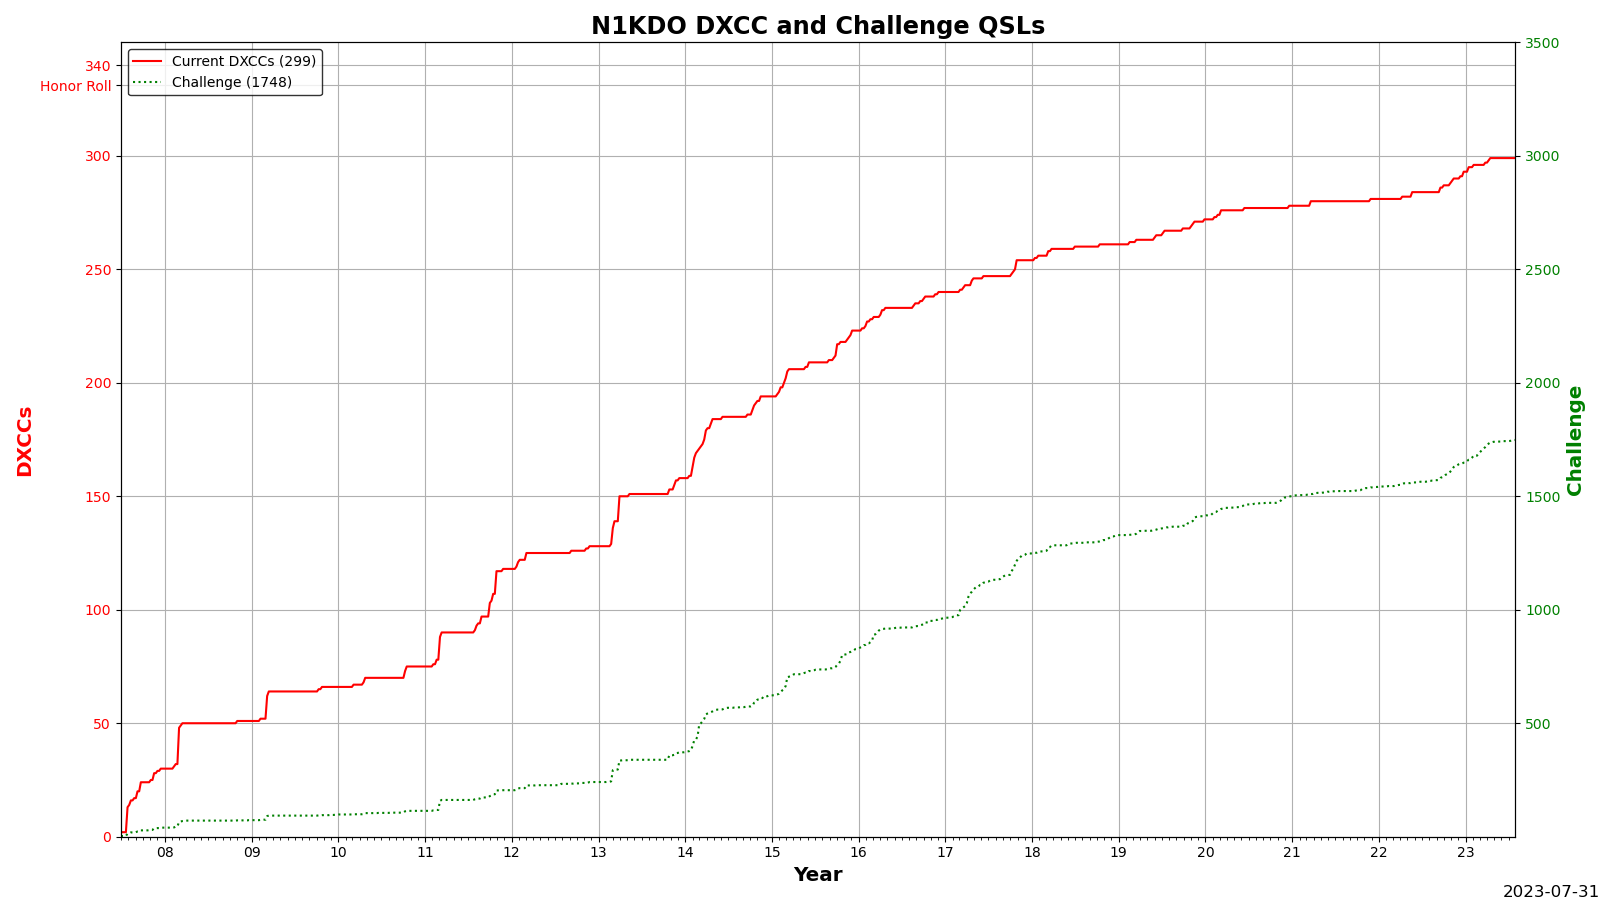 N1KDO DXCC and Challenge QSLs
Current DXCCs (299)
Challenge (1748)
340
Honor Roll
300
250
200
150
100
50
0
DXCCs
3500
3000
2500
2000
1500
1000
500
Challenge
08 09 10 11 12 13 14 15 16 17 18 19 20 21 22 23
Year
2023-07-31